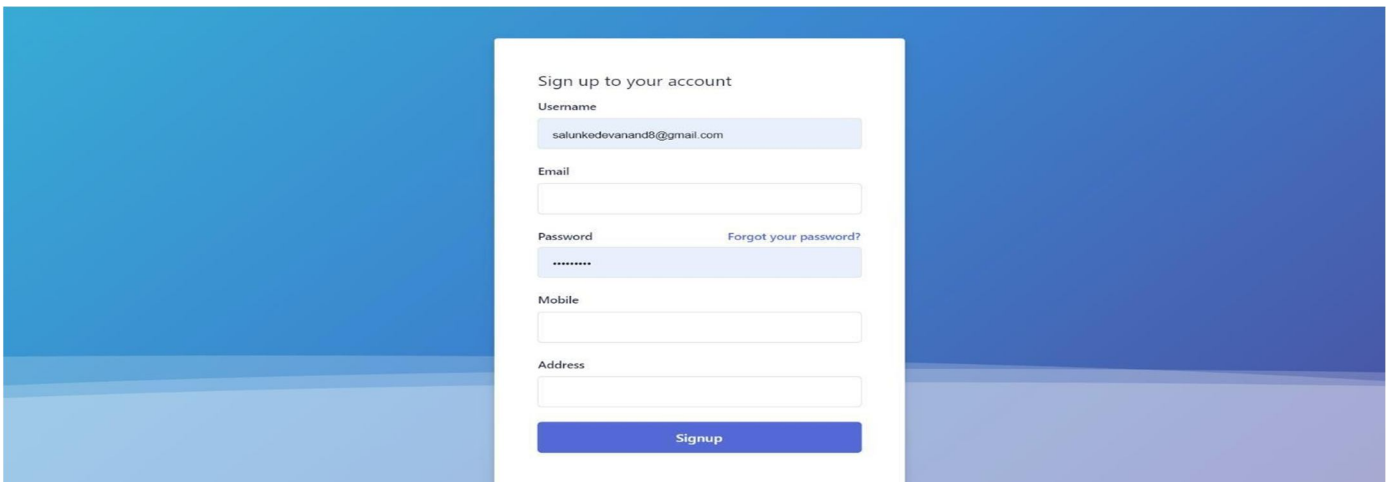 Sign up to your account
Username
salunkedevanand8@gmail.com
Email
Password Forgot your password?
•••••••••
Mobile
Address
Signup